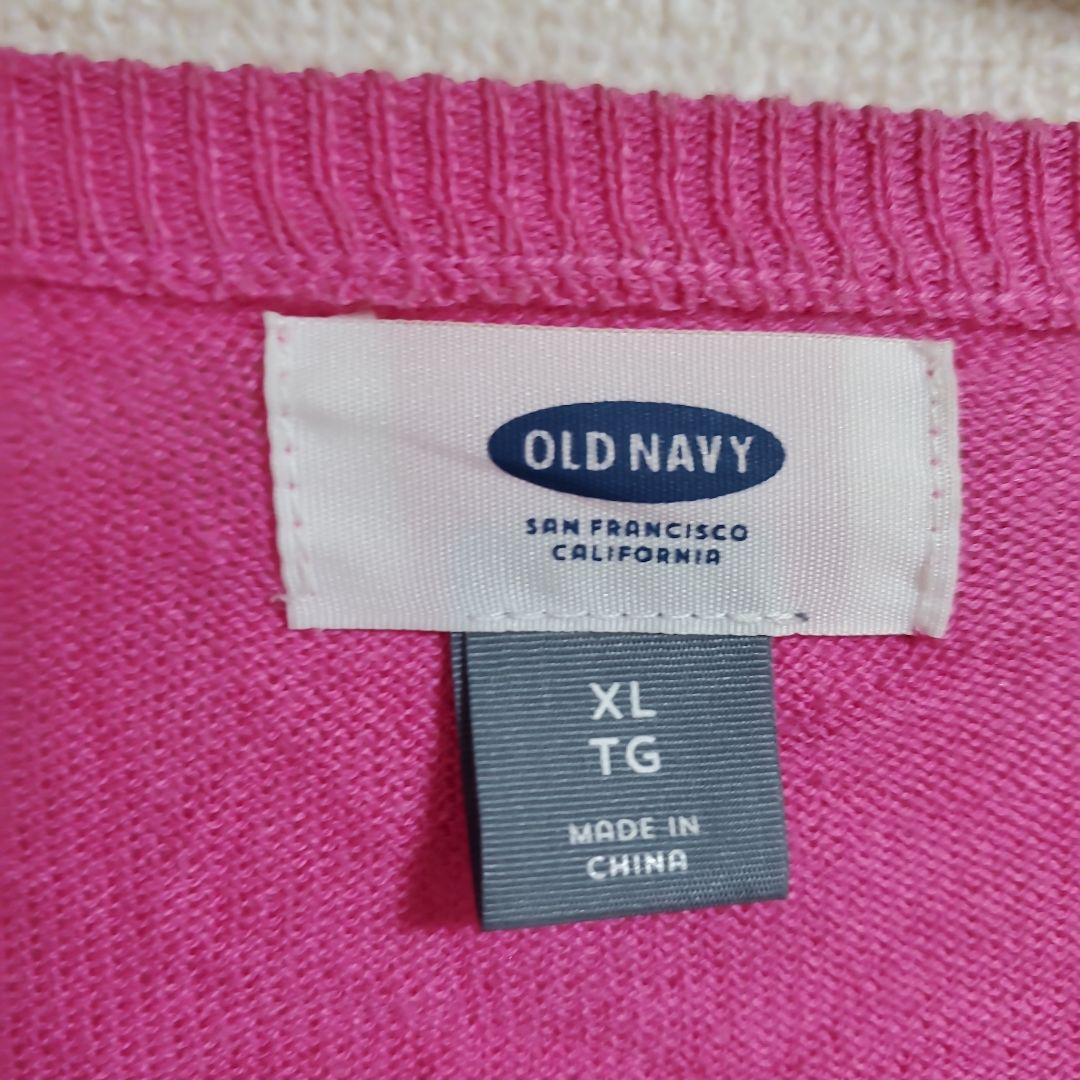 OLD NAVY
SAN FRANCISCO
CALIFORNIA
XL
TG
MADE IN
CHINA